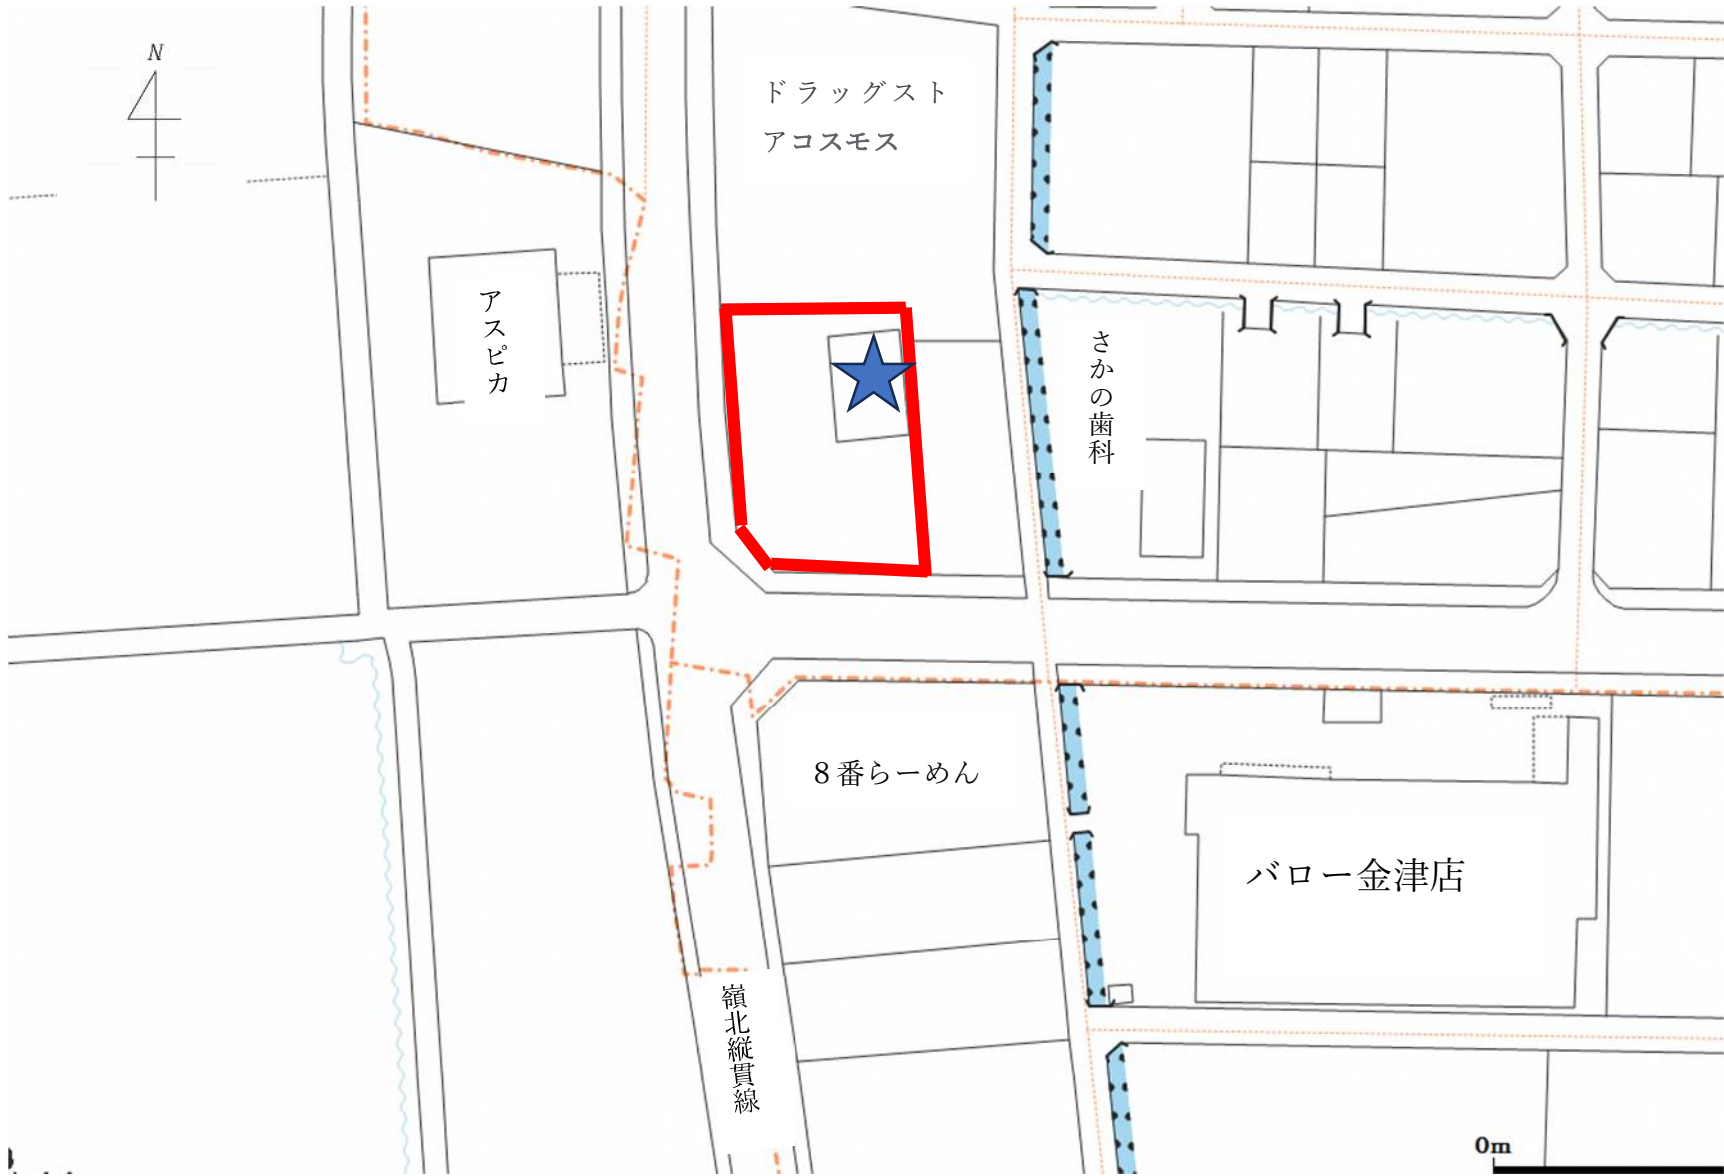 N
ドラッグスト
アコスモス
アスピカ
さかの歯科
8番らーめん
バロー金津店
嶺北縦貫線
0m